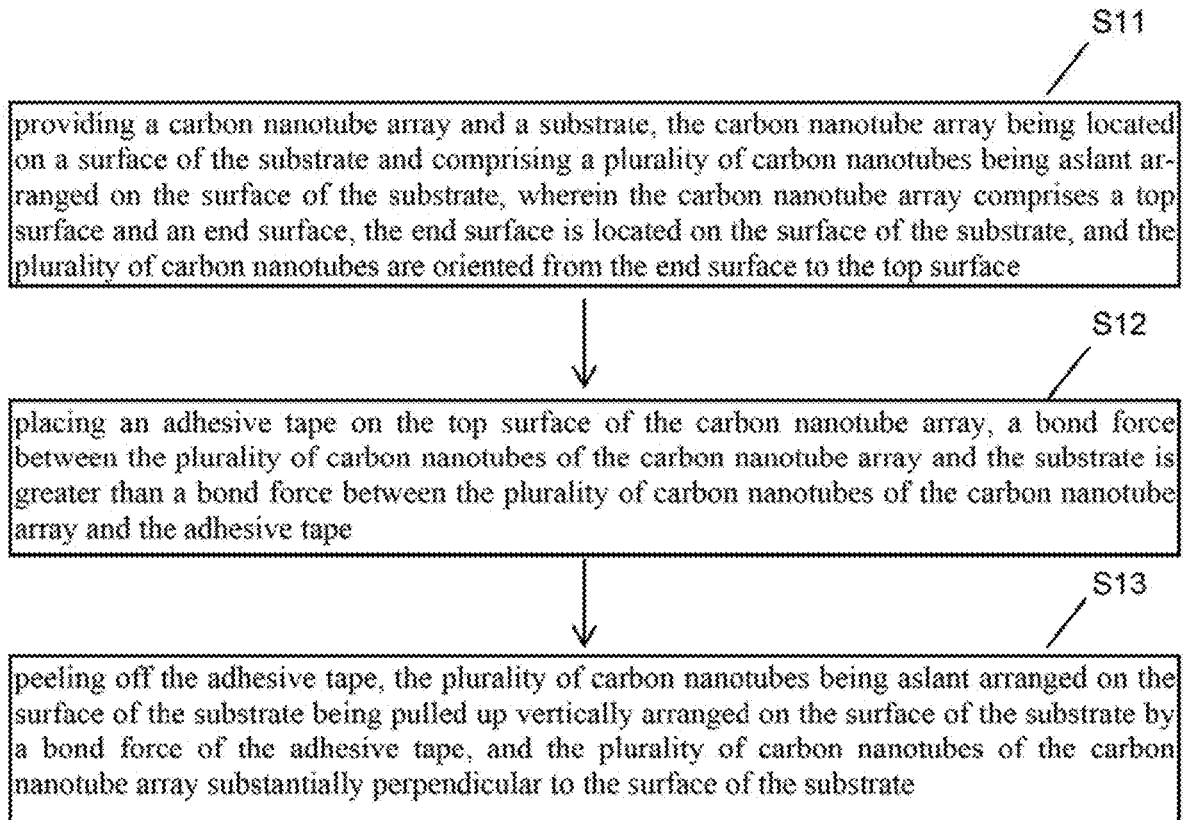 S11
providing a carbon nanotube array and a substrate, the carbon nanotube array being located
on a surface of the substrate and comprising a plurality of carbon nanotubes being aslant ar-
ranged on the surface of the substrate, wherein the carbon nanotube array comprises a top
surface and an end surface, the end surface is located on the surface of the substrate, and the
plurality of carbon nanotubes are oriented from the end surface to the top surface
S12
placing an adhesive tape on the top surface of the carbon nanotube array, a bond force
between the plurality of carbon nanotubes of the carbon nanotube array and the substrate is
greater than a bond force between the plurality of carbon nanotubes of the carbon nanotube
array and the adhesive tape
S13
peeling off the adhesive tape, the plurality of carbon nanotubes being aslant arranged on the
surface of the substrate being pulled up vertically arranged on the surface of the substrate by
a bond force of the adhesive tape, and the plurality of carbon nanotubes of the carbon
nanotube array substantially perpendicular to the surface of the substrate